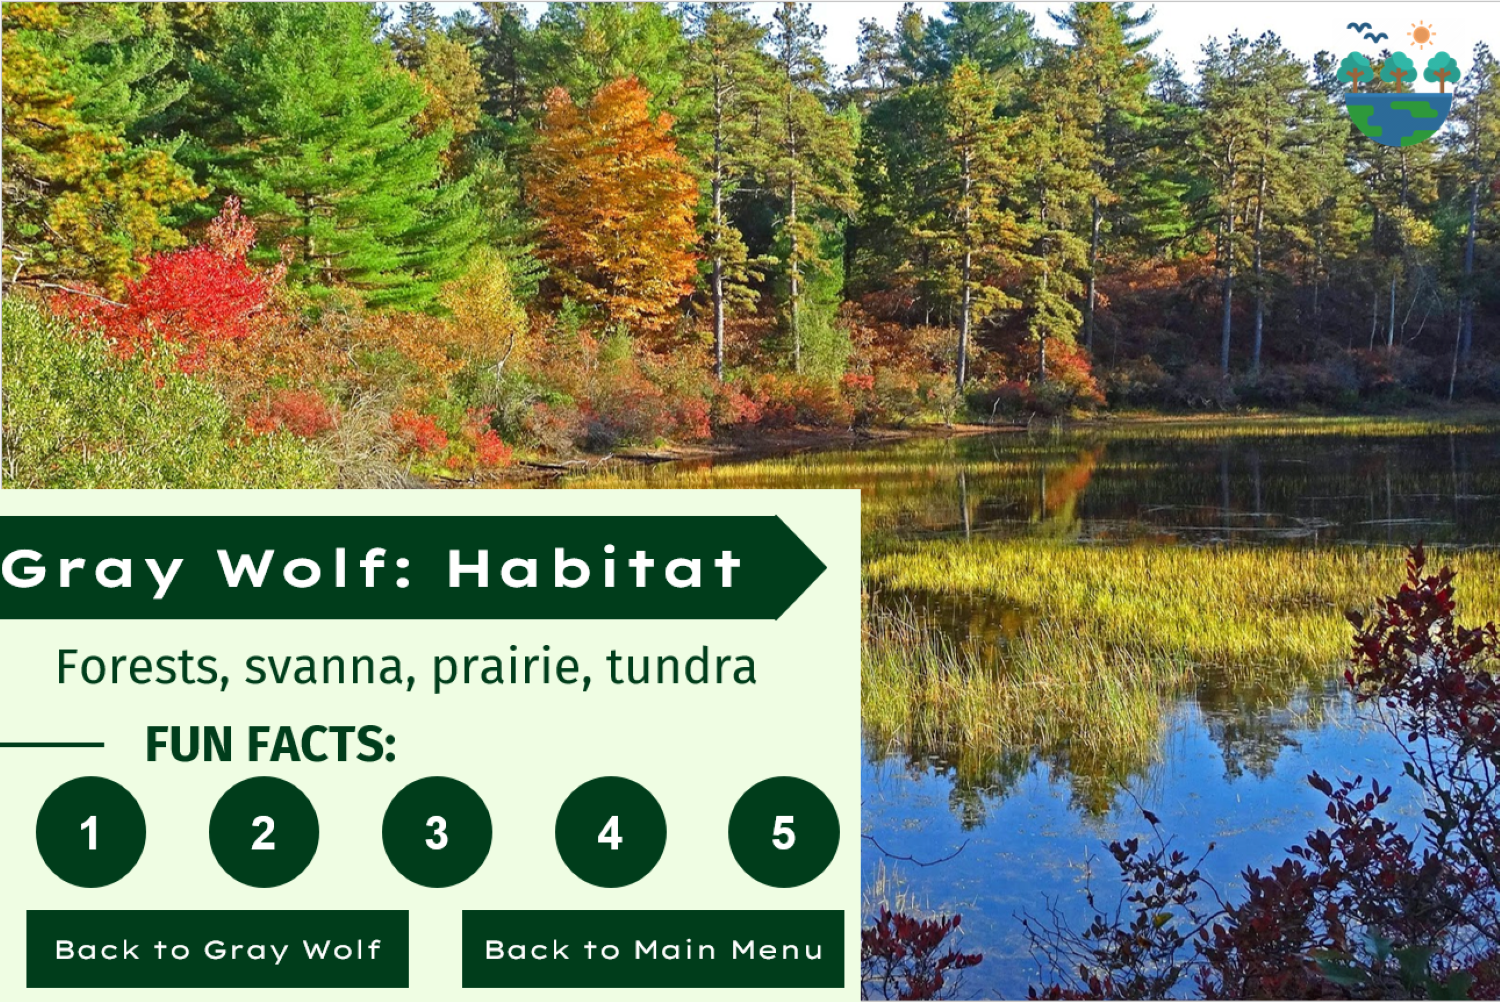 Gray Wolf: Habitat
Forests, svanna, prairie, tundra
FUN FACTS:
1 2 3 4 5
Back to Gray Wolf
Back to Main Menu